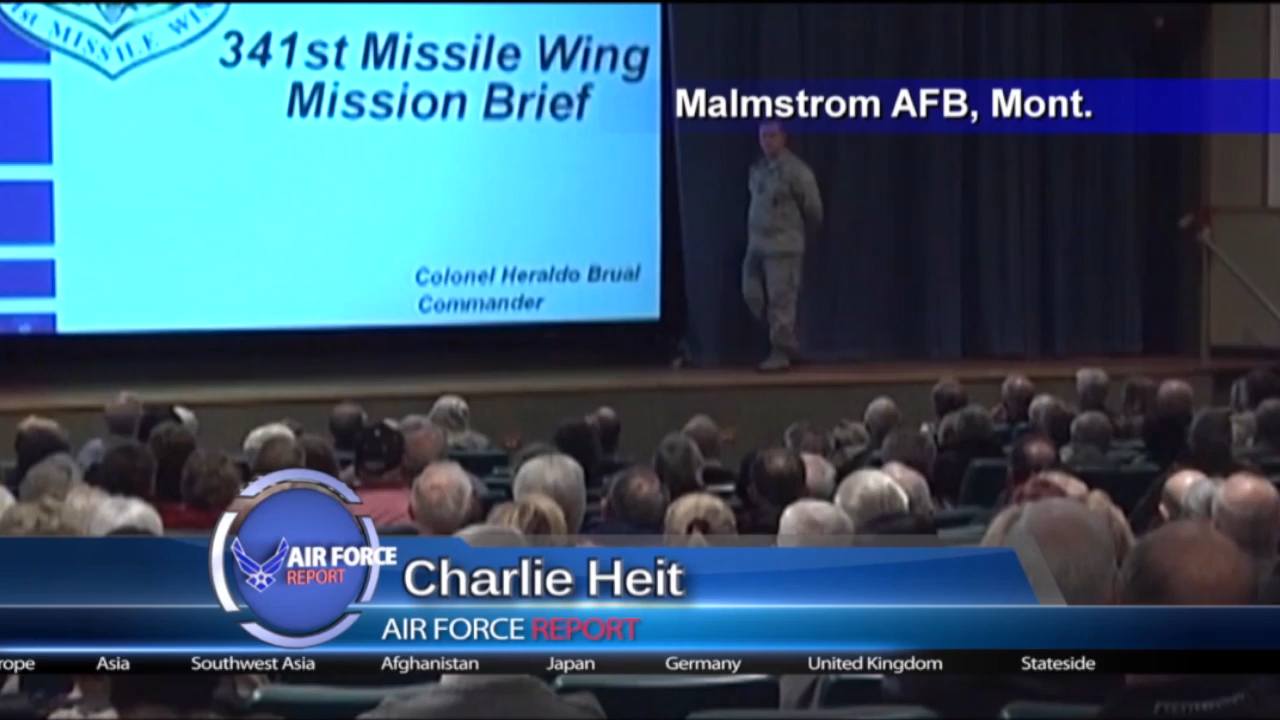 MISSILE
341st Missile Wing
Mission Brief
Malmstrom AFB, Mont.
Colonel Heraldo Brual
Commander
AIR FORCE
REPORT
Charlie Heit
AIR FORCE REPORT
Asia Southwest Asia Afghanistan Japan Germany United Kingdom Stateside